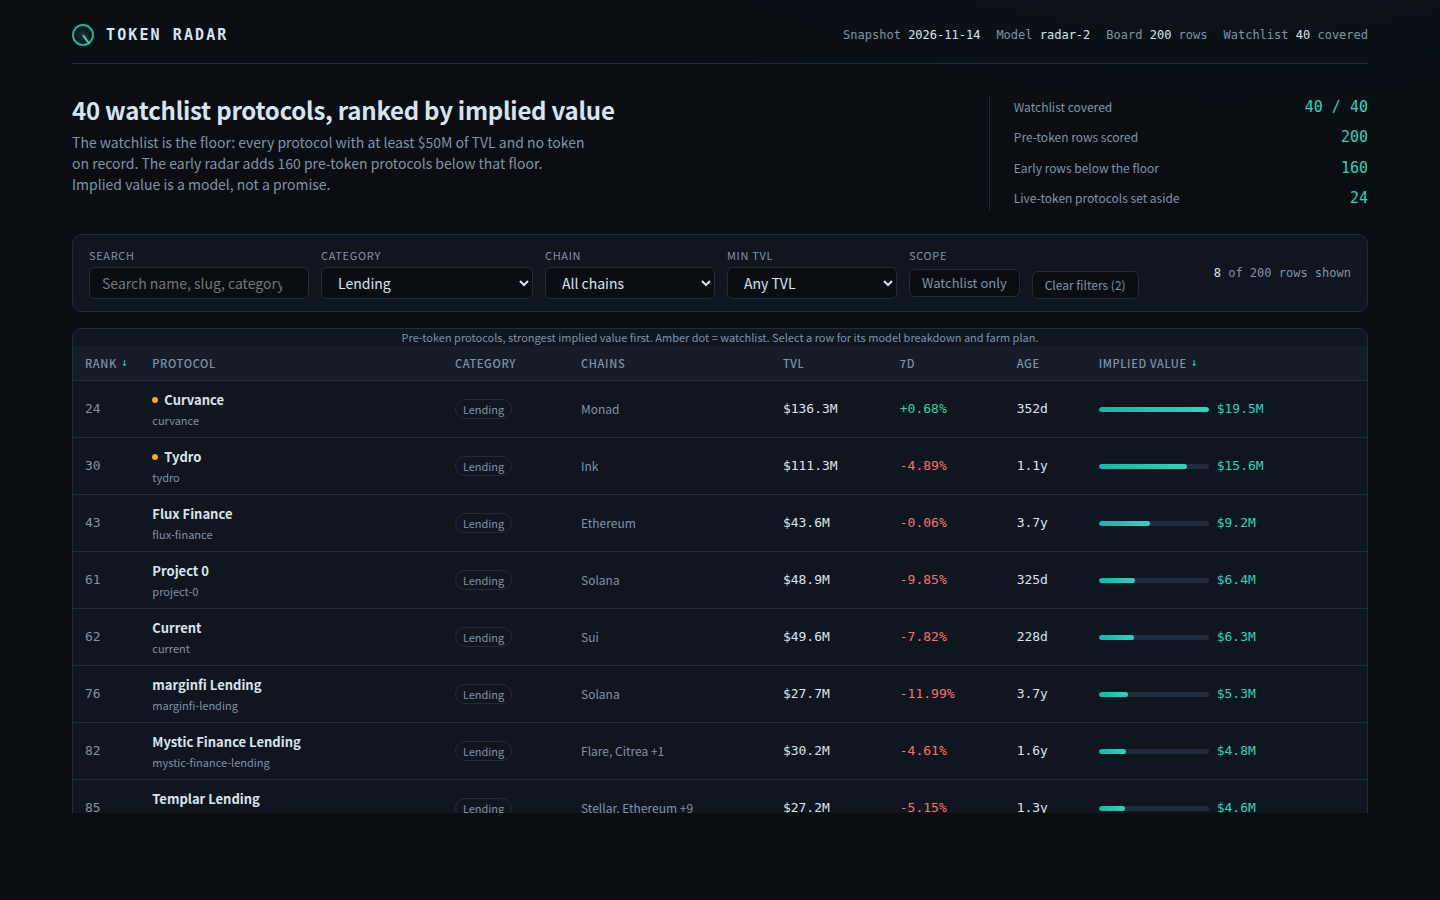 TOKEN RADAR
Snapshot 2026-11-14 Model radar-2 Board 200 rows Watchlist 40 covered
40 watchlist protocols, ranked by implied value
The watchlist is the floor: every protocol with at least $50M of TVL and no token
on record. The early radar adds 160 pre-token protocols below that floor.
Implied value is a model, not a promise.
Watchlist covered 40 / 40
Pre-token rows scored 200
Early rows below the floor 160
Live-token protocols set aside 24
SEARCH CATEGORY CHAIN MIN TVL SCOPE
Search name, slug, category Lending All chains Any TVL Watchlist only Clear filters (2) 8 of 200 rows shown
Pre-token protocols, strongest implied value first. Amber dot = watchlist. Select a row for its model breakdown and farm plan.
RANK ↓ PROTOCOL CATEGORY CHAINS TVL 7D AGE IMPLIED VALUE ↓
24 Curvance Lending Monad $136.3M +0.68% 352d $19.5M
curvance
30 Tydro Lending Ink $111.3M -4.89% 1.1y $15.6M
tydro
43 Flux Finance Lending Ethereum $43.6M -0.06% 3.7y $9.2M
flux-finance
61 Project 0 Lending Solana $48.9M -9.85% 325d $6.4M
project-0
62 Current Lending Sui $49.6M -7.82% 228d $6.3M
current
76 marginfi Lending Lending Solana $27.7M -11.99% 3.7y $5.3M
marginfi-lending
82 Mystic Finance Lending Lending Flare, Citrea +1 $30.2M -4.61% 1.6y $4.8M
mystic-finance-lending
85 Templar Lending Lending Stellar, Ethereum +9 $27.2M -5.15% 1.3y $4.6M